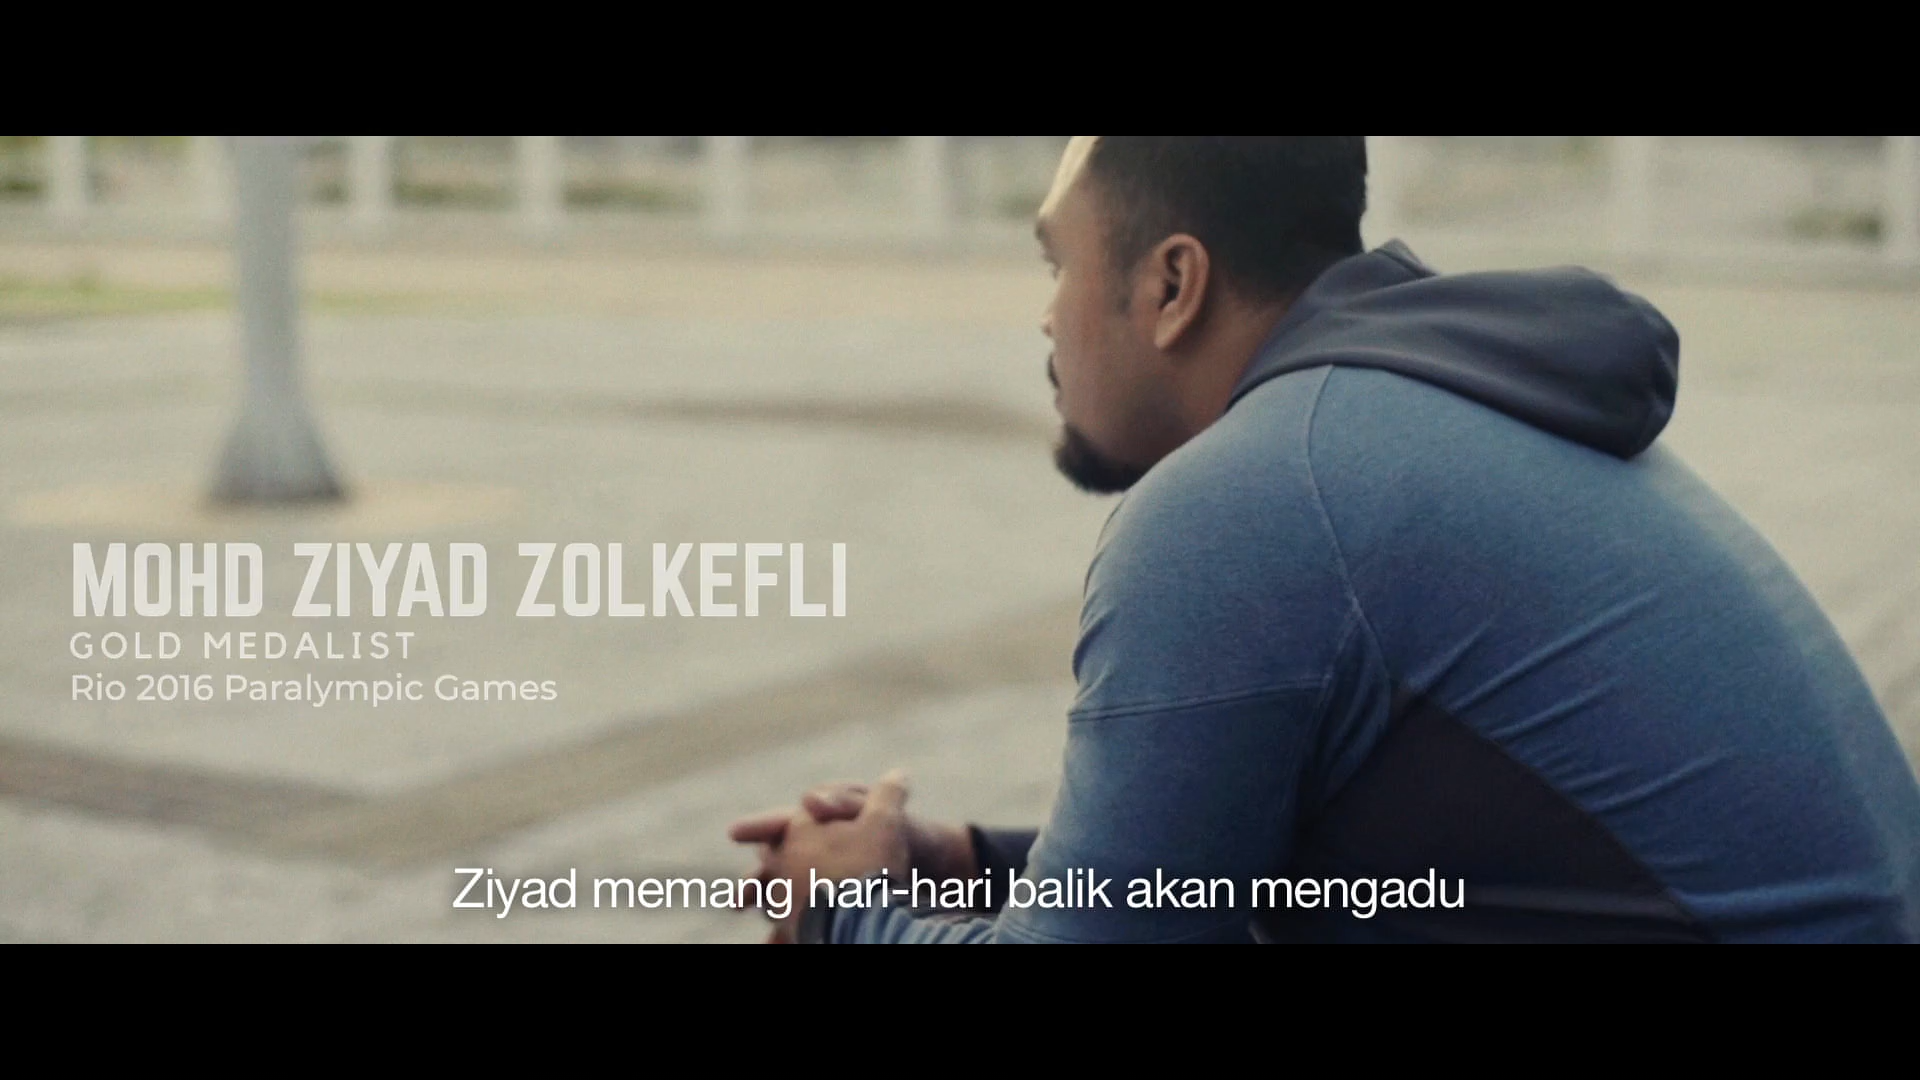 MOHD ZIYAD ZOLKEFLI
GOLD MEDALIST
Rio 2016 Paralympic Games
Ziyad memang hari-hari balik akan mengadu